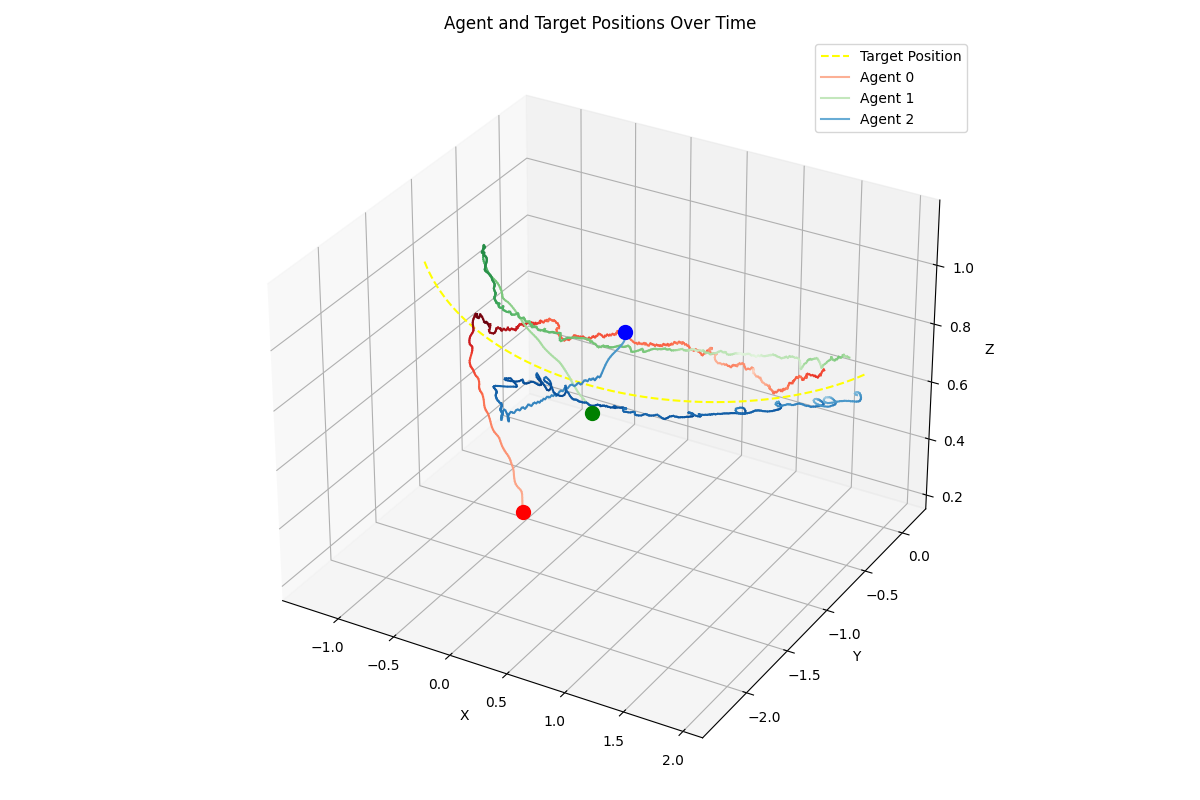 Agent and Target Positions Over Time
Target Position
Agent 0
Agent 1
Agent 2
1.0
0.8
Z
0.6
0.4
0.2
0.0
−0.5
−1.0
Y
−1.5
−2.0
−1.0
−0.5
0.0
0.5
X
1.0
1.5
2.0